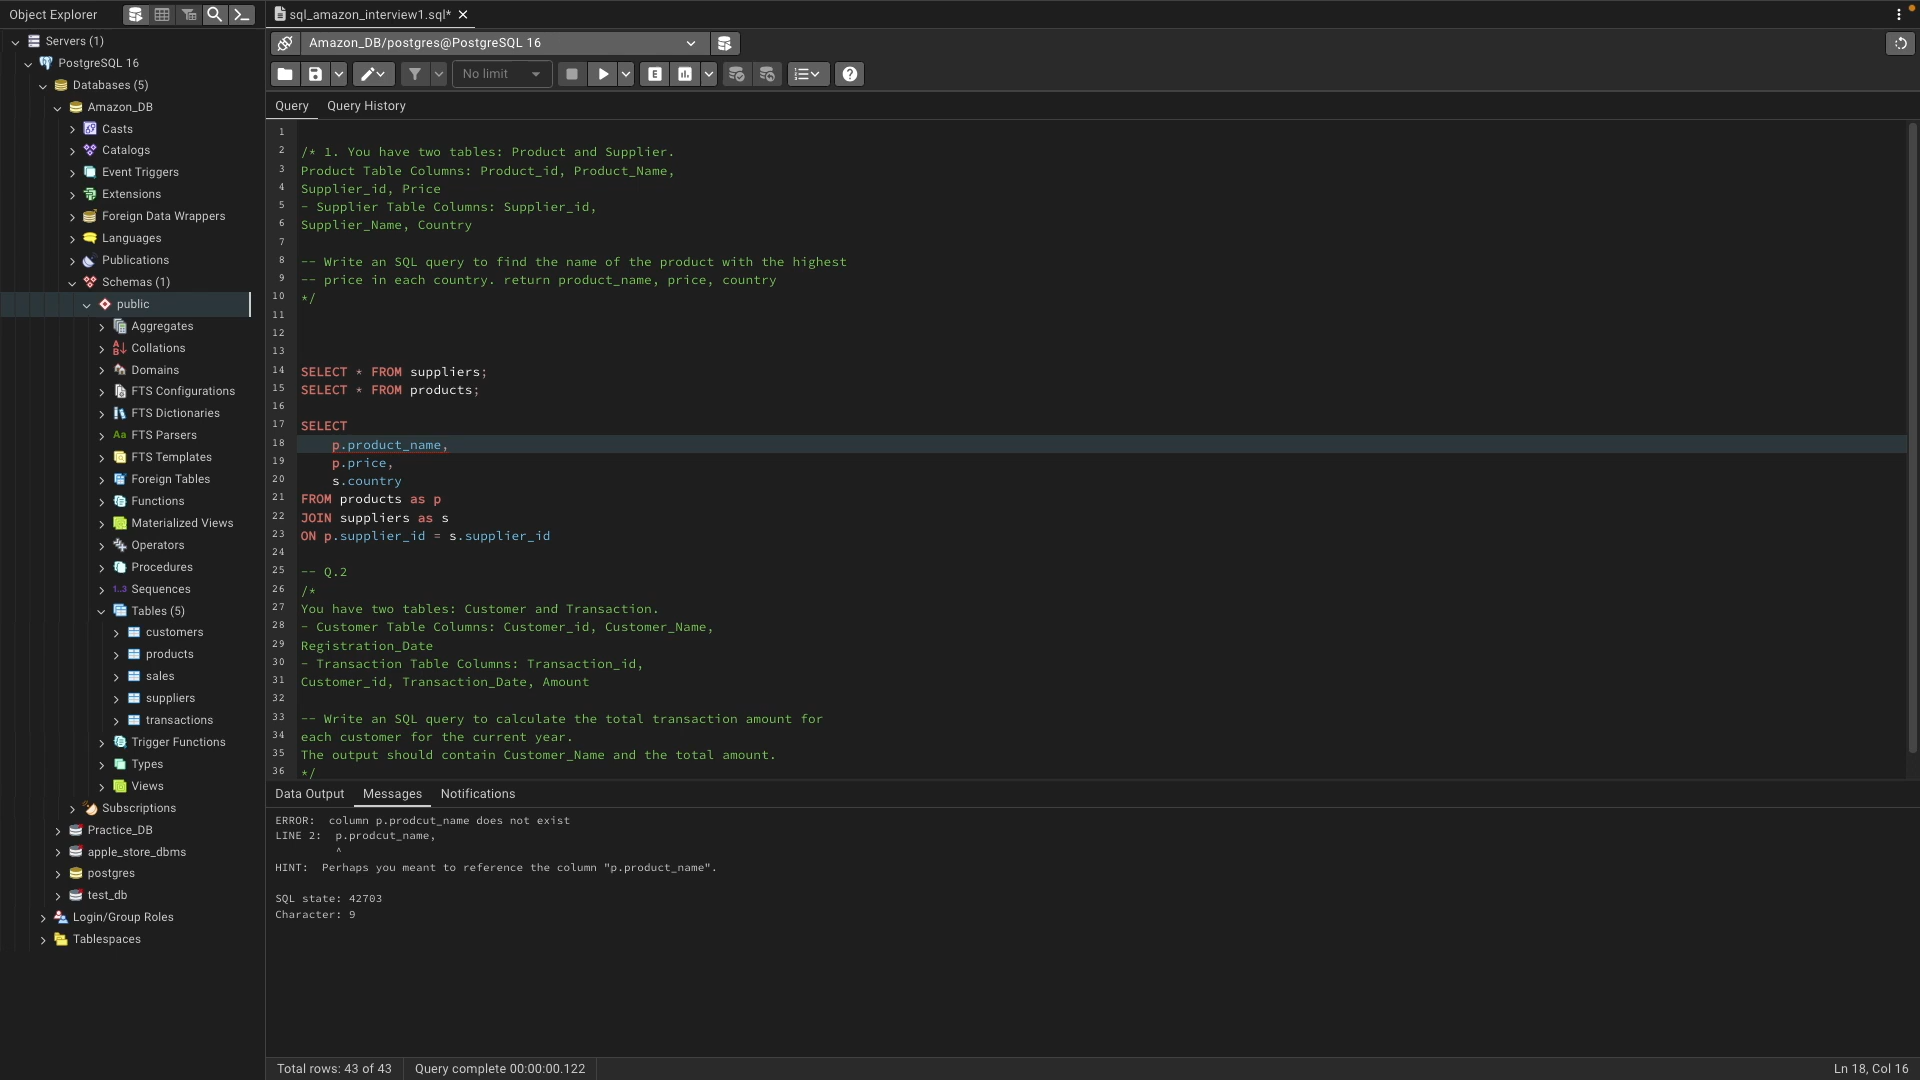 Object Explorer
sql_amazon_interview1.sql*
Servers (1)
PostgreSQL 16
Databases (5)
Amazon_DB
Casts
Catalogs
Event Triggers
Extensions
Foreign Data Wrappers
Languages
Publications
Schemas (1)
public
Aggregates
Collations
Domains
FTS Configurations
FTS Dictionaries
Aa FTS Parsers
FTS Templates
Foreign Tables
Functions
Materialized Views
Operators
Procedures
1..3 Sequences
Tables (5)
customers
products
sales
suppliers
transactions
Trigger Functions
Types
Views
Subscriptions
Practice_DB
apple_store_dbms
postgres
test_db
Login/Group Roles
Tablespaces
Amazon_DB/postgres@PostgreSQL 16
No limit
E
Query
Query History
1
2 /* 1. You have two tables: Product and Supplier.
3 Product Table Columns: Product_id, Product_Name,
4 Supplier_id, Price
5 - Supplier Table Columns: Supplier_id,
6 Supplier_Name, Country
7
8 -- Write an SQL query to find the name of the product with the highest
9 -- price in each country. return product_name, price, country
10 */
11
12
13
14 SELECT * FROM suppliers;
15 SELECT * FROM products;
16
17 SELECT
18 p.product_name,
19 p.price,
20 s.country
21 FROM products as p
22 JOIN suppliers as s
23 ON p.supplier_id = s.supplier_id
24
25 -- Q.2
26 /*
27 You have two tables: Customer and Transaction.
28 - Customer Table Columns: Customer_id, Customer_Name,
29 Registration_Date
30 - Transaction Table Columns: Transaction_id,
31 Customer_id, Transaction_Date, Amount
32
33 -- Write an SQL query to calculate the total transaction amount for
34 each customer for the current year.
35 The output should contain Customer_Name and the total amount.
36 */
Data Output
Messages
Notifications
ERROR: column p.prodcut_name does not exist
LINE 2: p.prodcut_name,
^
HINT: Perhaps you meant to reference the column "p.product_name".
SQL state: 42703
Character: 9
Total rows: 43 of 43
Query complete 00:00:00.122
Ln 18, Col 16